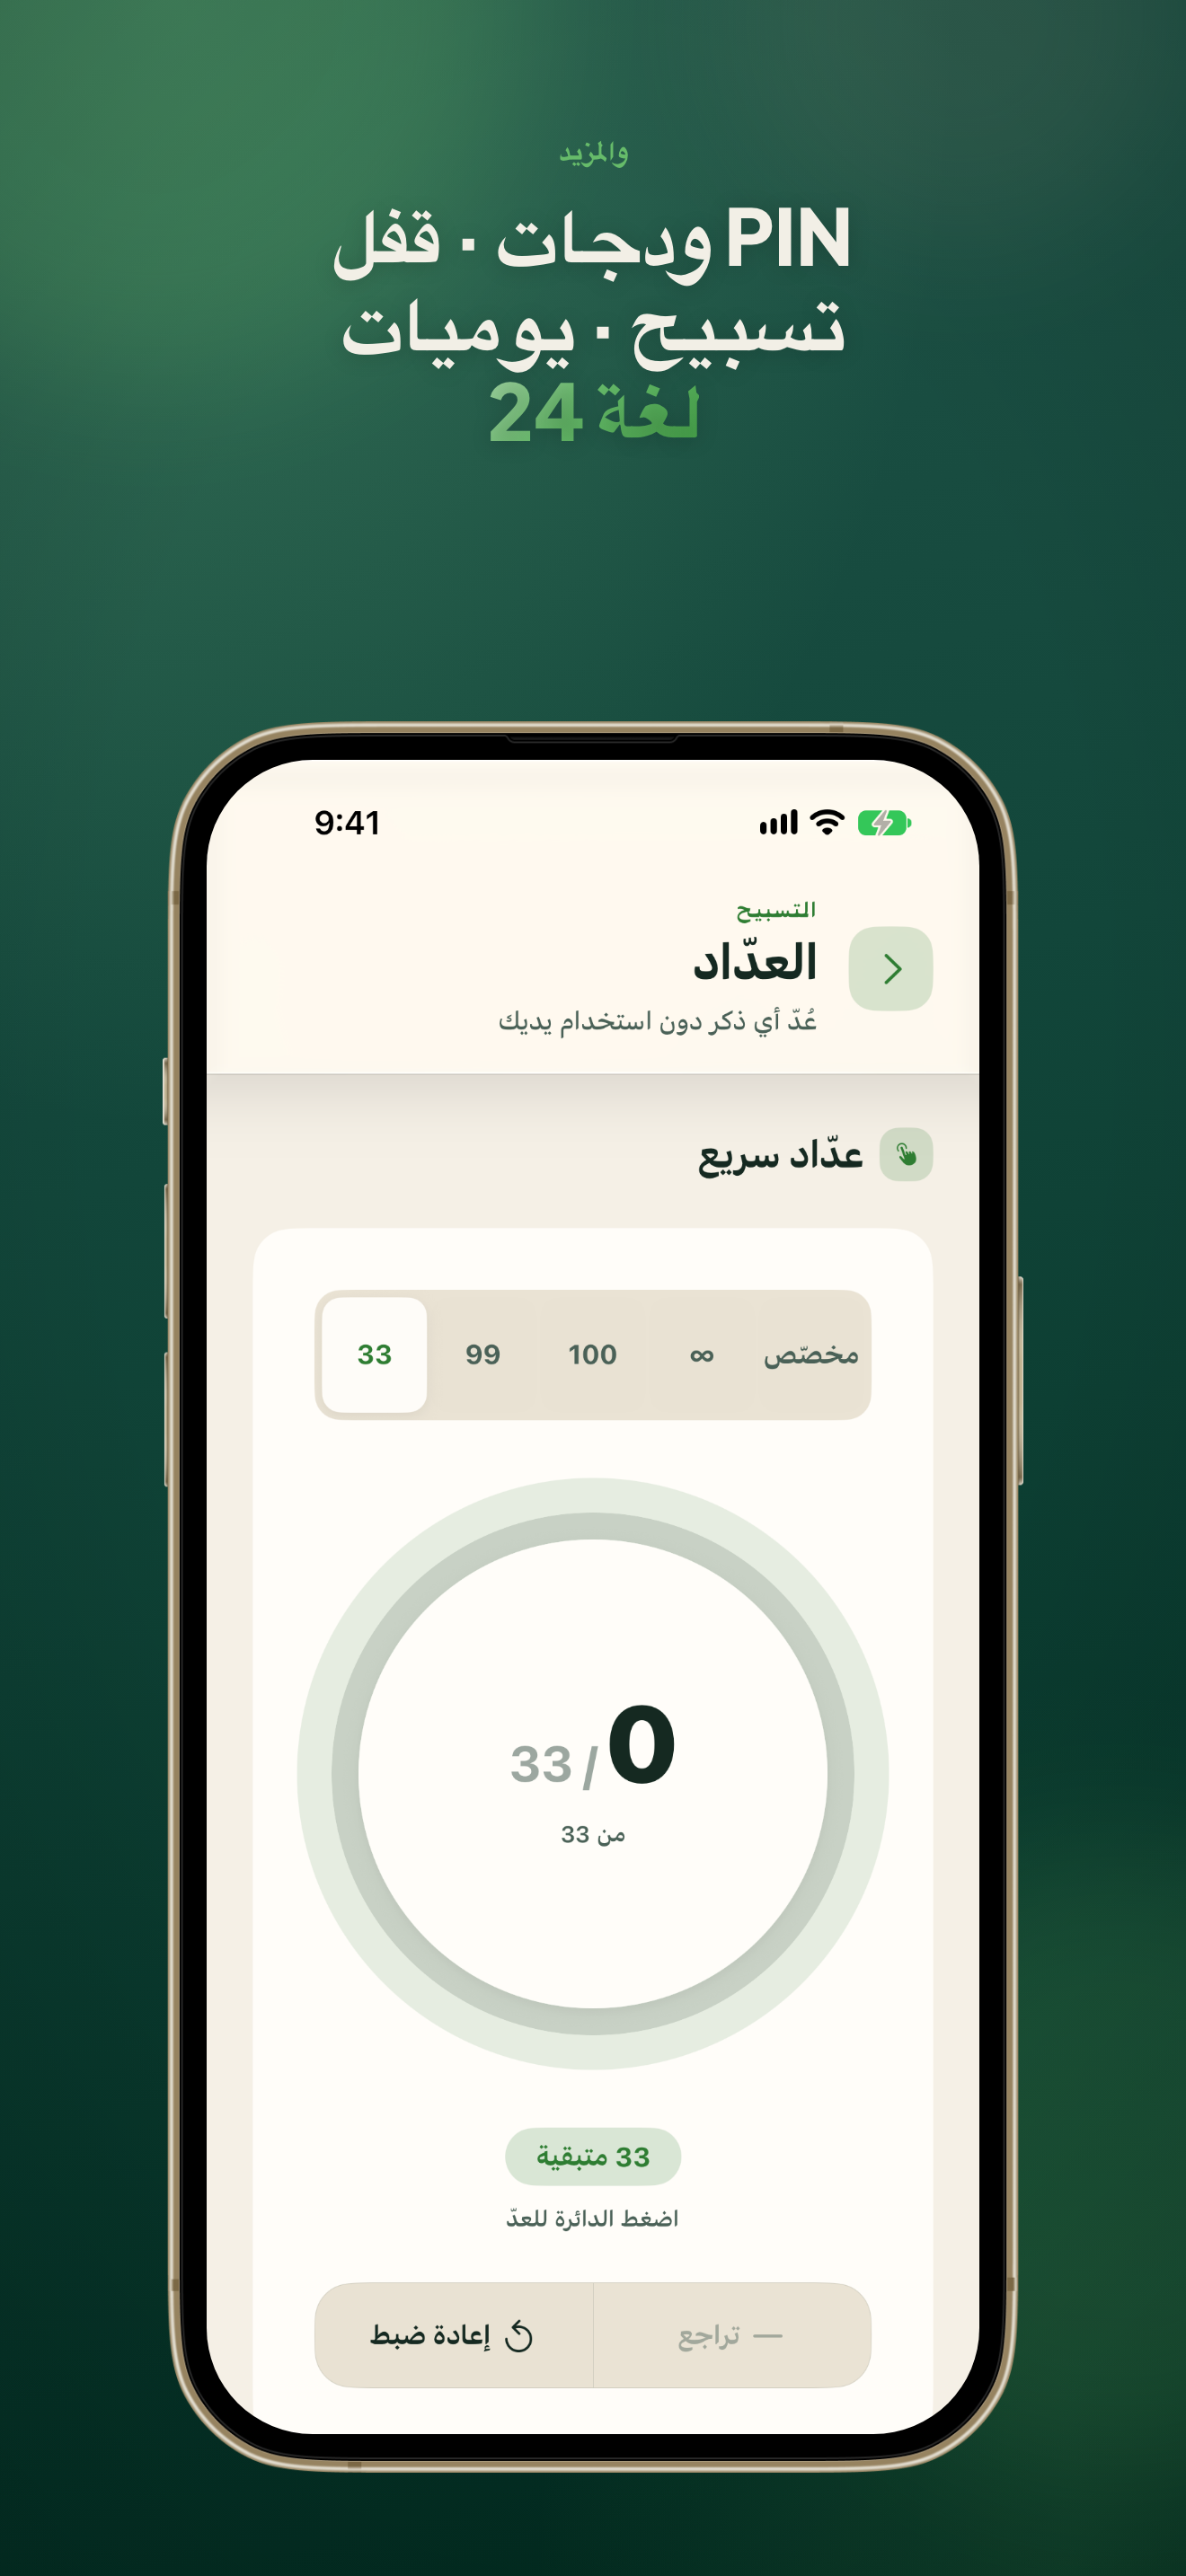 والمزيد
ودجات · قفل PIN
تسبيح · يوميات
24 لغة
9:41
التسبيح
العدّاد
عُدّ أي ذكر دون استخدام يديك
عدّاد سريع
33 99 100 ∞ مخصّص
0 / 33
من 33
33 متبقية
اضغط الدائرة للعدّ
تراجع
إعادة ضبط